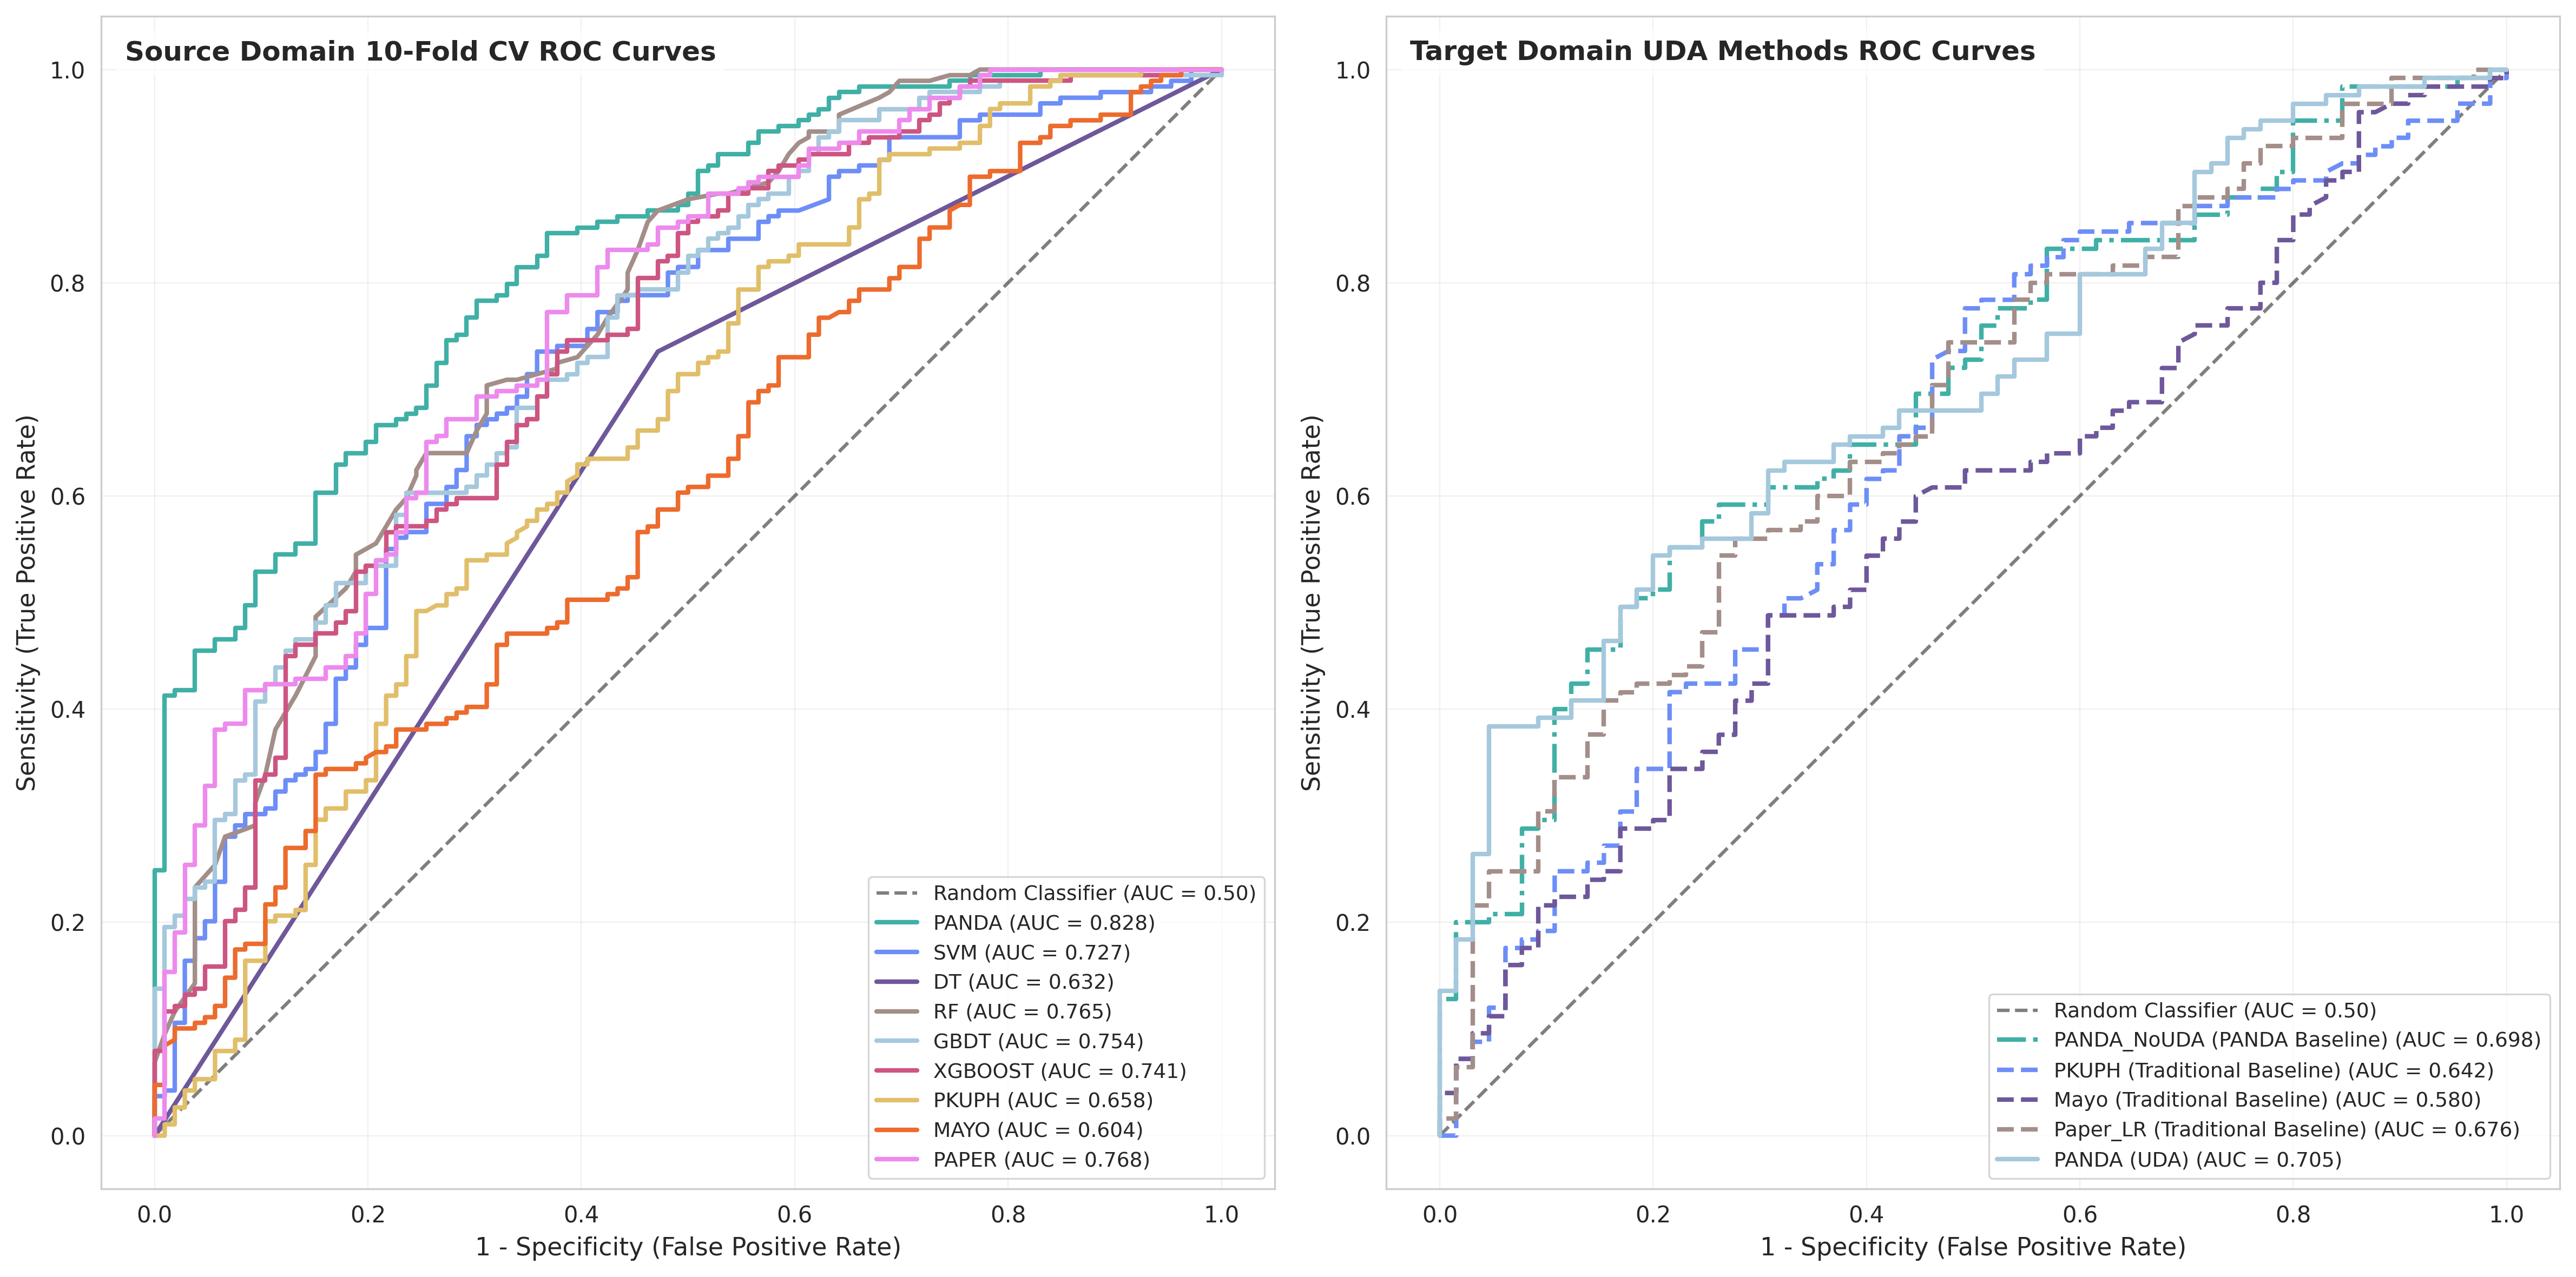 Source Domain 10-Fold CV ROC Curves
Sensitivity (True Positive Rate)
1.0
0.8
0.6
0.4
0.2
0.0
0.0 0.2 0.4 0.6 0.8 1.0
1 - Specificity (False Positive Rate)
Random Classifier (AUC = 0.50)
PANDA (AUC = 0.828)
SVM (AUC = 0.727)
DT (AUC = 0.632)
RF (AUC = 0.765)
GBDT (AUC = 0.754)
XGBOOST (AUC = 0.741)
PKUPH (AUC = 0.658)
MAYO (AUC = 0.604)
PAPER (AUC = 0.768)
Target Domain UDA Methods ROC Curves
Sensitivity (True Positive Rate)
1.0
0.8
0.6
0.4
0.2
0.0
0.0 0.2 0.4 0.6 0.8 1.0
1 - Specificity (False Positive Rate)
Random Classifier (AUC = 0.50)
PANDA_NoUDA (PANDA Baseline) (AUC = 0.698)
PKUPH (Traditional Baseline) (AUC = 0.642)
Mayo (Traditional Baseline) (AUC = 0.580)
Paper_LR (Traditional Baseline) (AUC = 0.676)
PANDA (UDA) (AUC = 0.705)